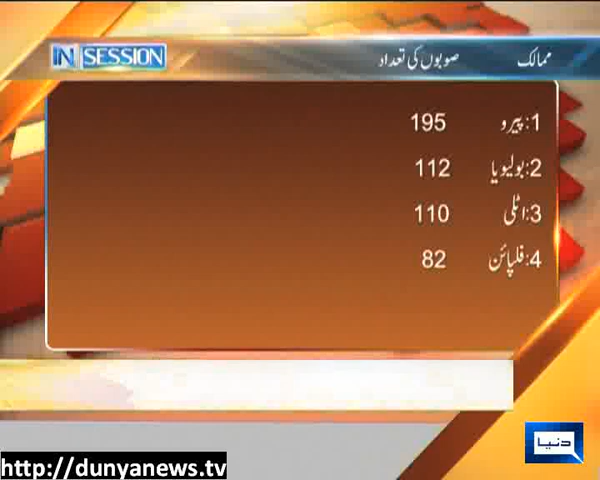 IN SESSION
ممالک صوبوں کی تعداد
1:پیرو 195
2:بولیویا 112
3:اٹلی 110
4:فلپائن 82
دنیا
http://dunyanews.tv